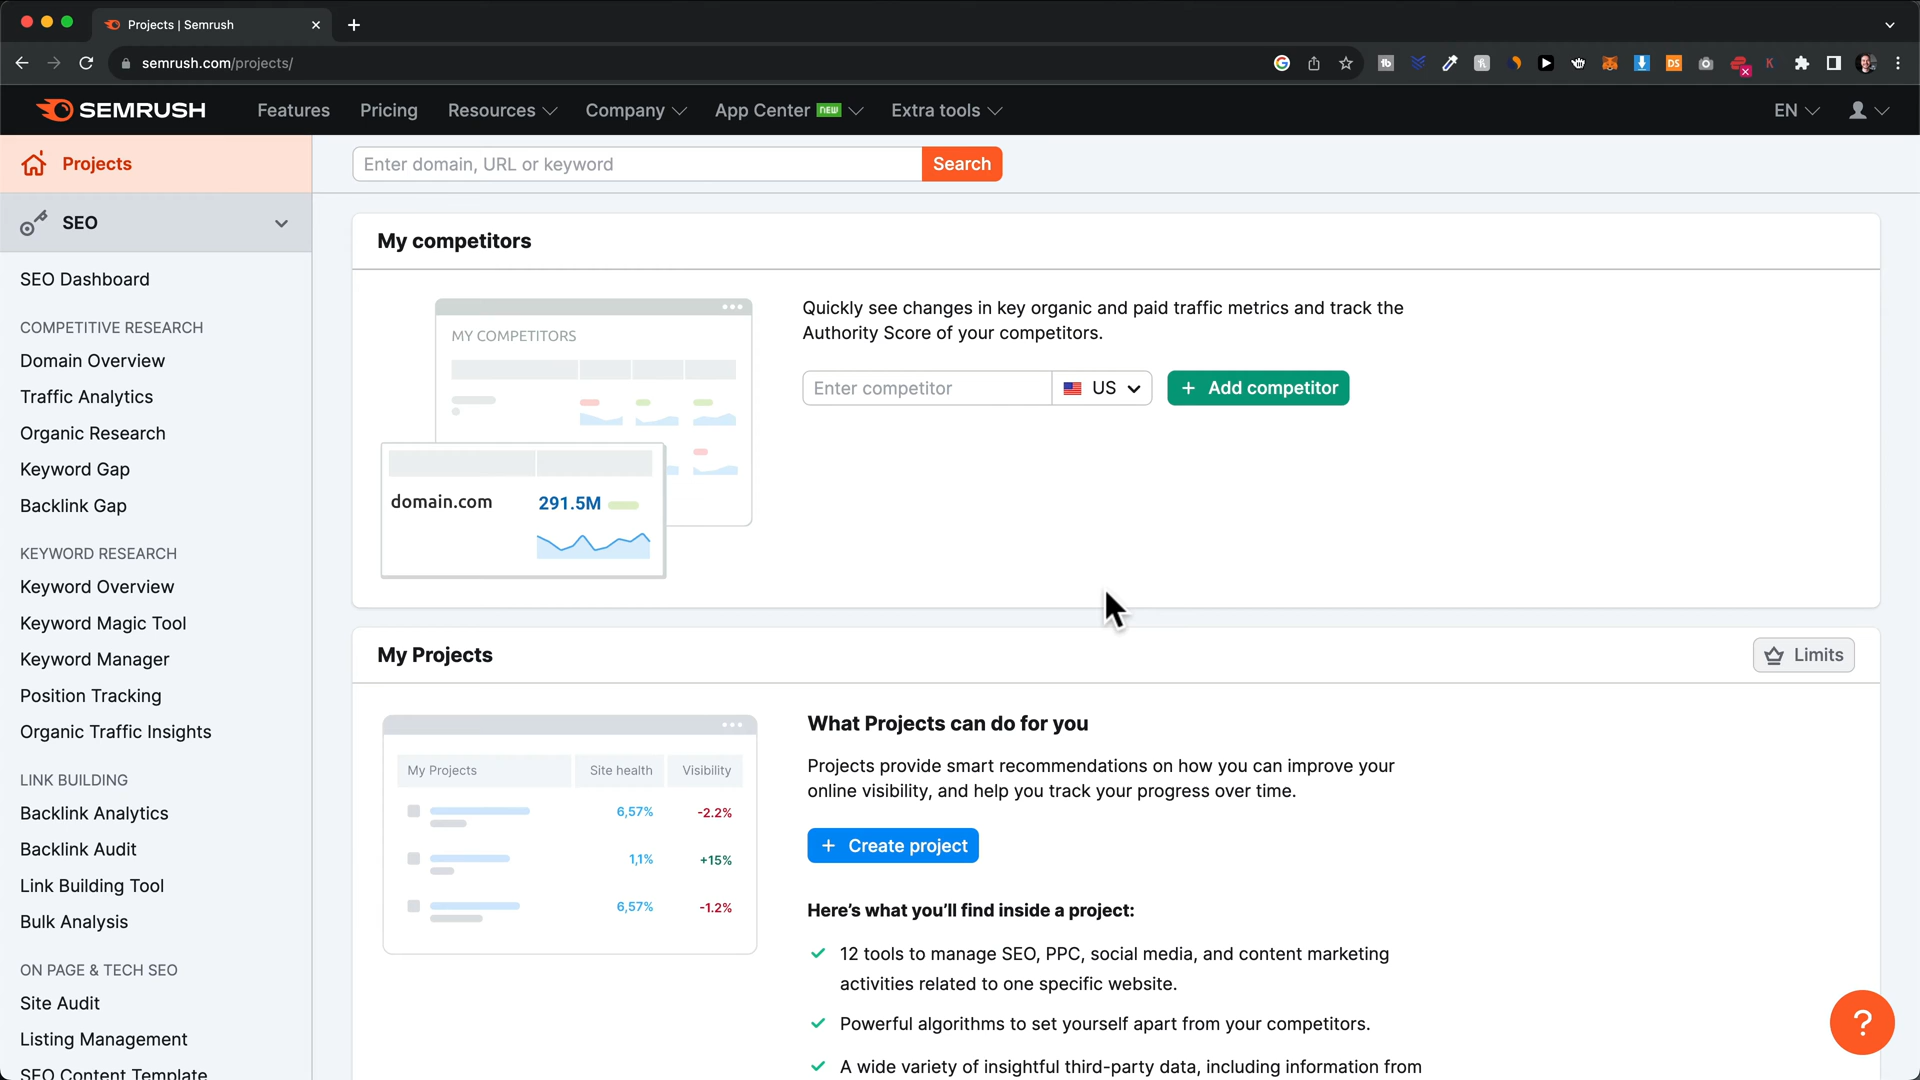 Projects | Semrush
semrush.com/projects/
SEMRUSH
Features
Pricing
Resources
Company
App Center NEW
Extra tools
EN
Projects
Enter domain, URL or keyword
Search
SEO
SEO Dashboard
COMPETITIVE RESEARCH
Domain Overview
Traffic Analytics
Organic Research
Keyword Gap
Backlink Gap
KEYWORD RESEARCH
Keyword Overview
Keyword Magic Tool
Keyword Manager
Position Tracking
Organic Traffic Insights
LINK BUILDING
Backlink Analytics
Backlink Audit
Link Building Tool
Bulk Analysis
ON PAGE & TECH SEO
Site Audit
Listing Management
SEO Content Template
My competitors
MY COMPETITORS
domain.com
291.5M
Quickly see changes in key organic and paid traffic metrics and track the
Authority Score of your competitors.
Enter competitor
US
+ Add competitor
My Projects
Limits
My Projects
Site health
Visibility
6,57%
-2.2%
1,1%
+15%
6,57%
-1.2%
What Projects can do for you
Projects provide smart recommendations on how you can improve your
online visibility, and help you track your progress over time.
+ Create project
Here's what you'll find inside a project:
12 tools to manage SEO, PPC, social media, and content marketing
activities related to one specific website.
Powerful algorithms to set yourself apart from your competitors.
A wide variety of insightful third-party data, including information from
?